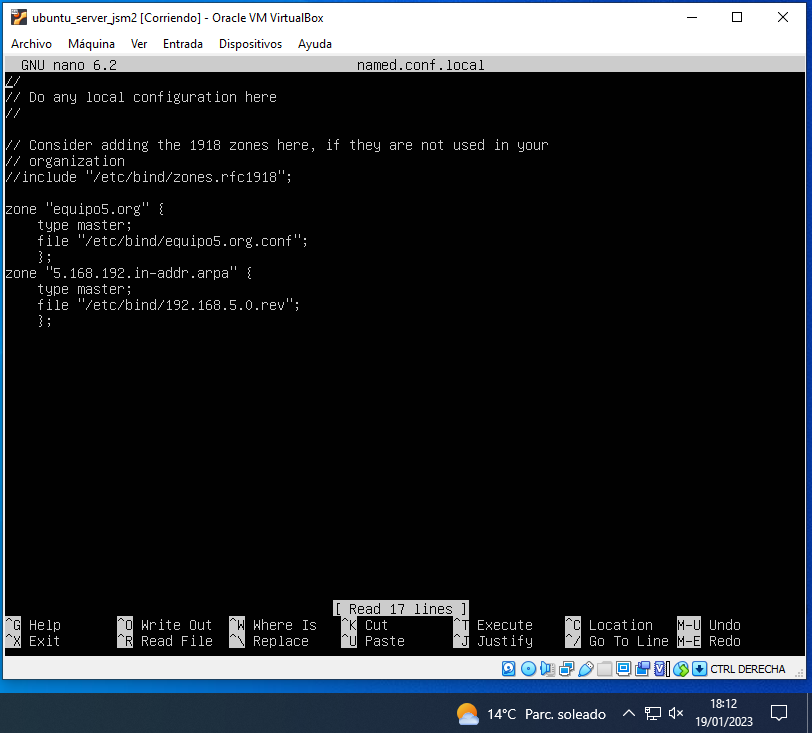 ubuntu_server_jsm2 [Corriendo] - Oracle VM VirtualBox
Archivo Máquina Ver Entrada Dispositivos Ayuda
GNU nano 6.2 named.conf.local
//
// Do any local configuration here
//
// Consider adding the 1918 zones here, if they are not used in your
// organization
//include "/etc/bind/zones.rfc1918";
zone "equipo5.org" {
type master;
file "/etc/bind/equipo5.org.conf";
};
zone "5.168.192.in-addr.arpa" {
type master;
file "/etc/bind/192.168.5.0.rev";
};
[ Read 17 lines ]
^G Help ^O Write Out ^W Where Is ^K Cut ^T Execute ^C Location M-U Undo
^X Exit ^R Read File ^\ Replace ^U Paste ^J Justify ^/ Go To Line M-E Redo
CTRL DERECHA
14°C Parc. soleado 18:12
19/01/2023